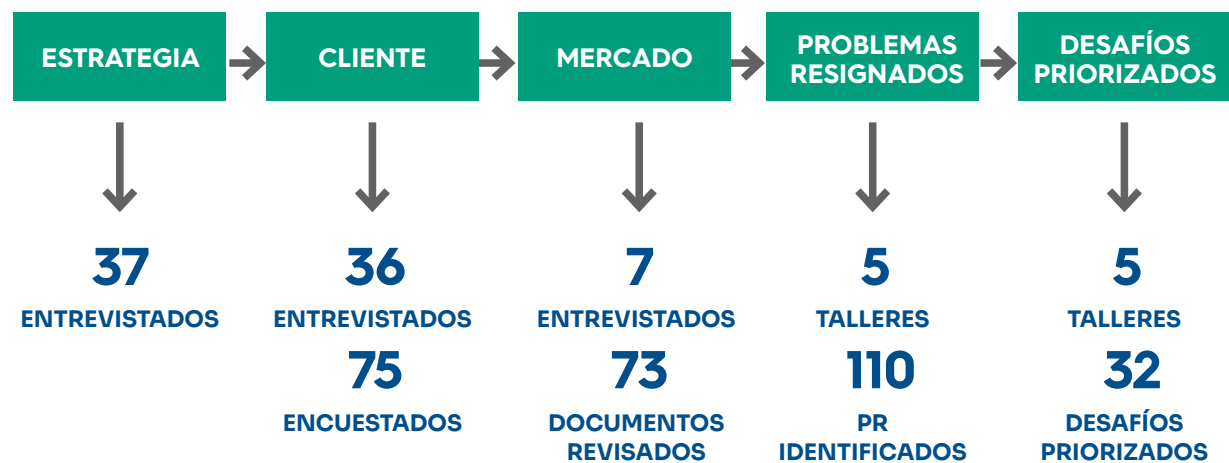 ESTRATEGIA
CLIENTE
MERCADO
PROBLEMAS
RESIGNADOS
DESAFÍOS
PRIORIZADOS
37
ENTREVISTADOS
36
ENTREVISTADOS
75
ENCUESTADOS
7
ENTREVISTADOS
73
DOCUMENTOS
REVISADOS
5
TALLERES
110
PR
IDENTIFICADOS
5
TALLERES
32
DESAFÍOS
PRIORIZADOS